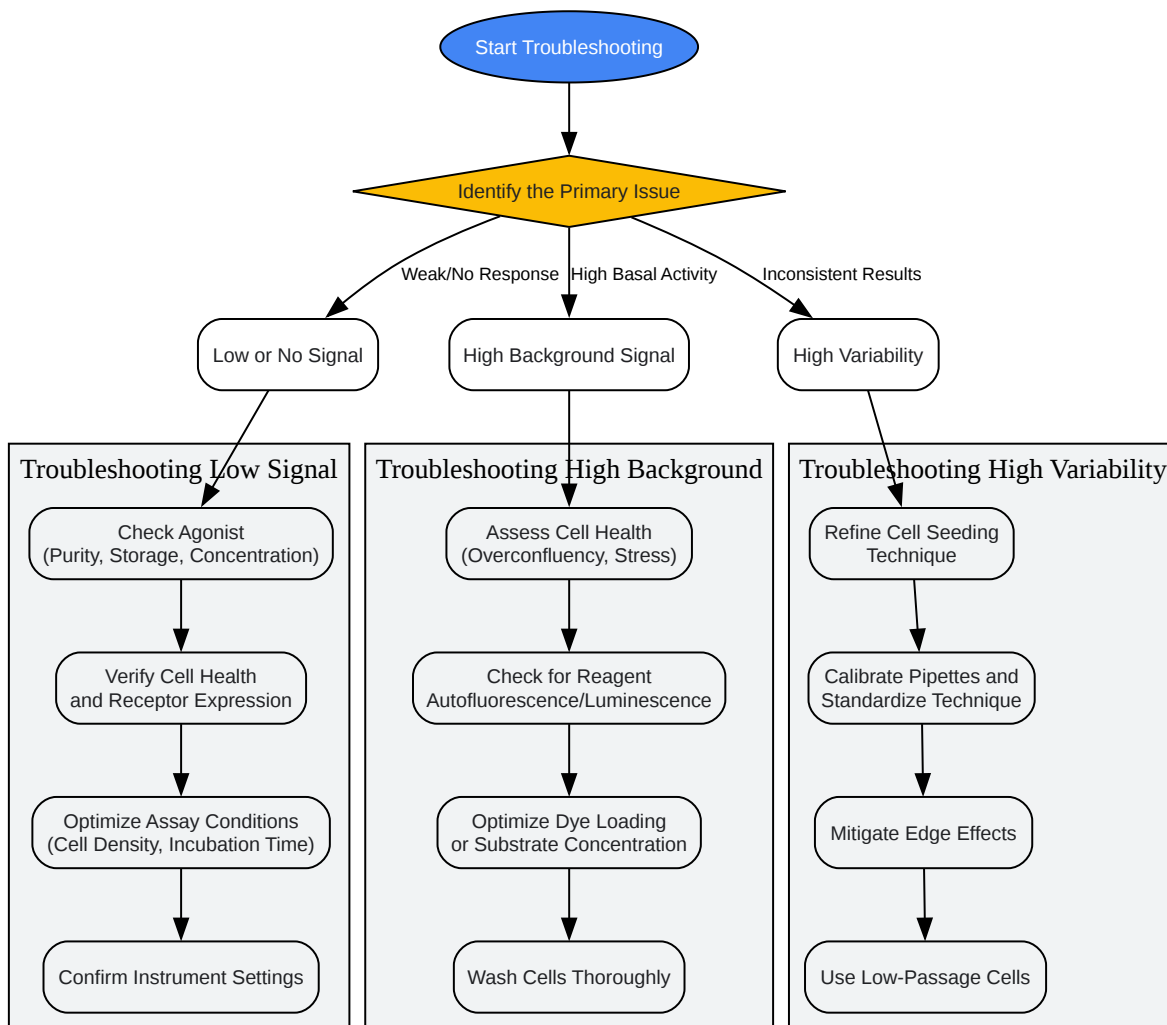 Start Troubleshooting
Identify the Primary Issue
Weak/No Response
High Basal Activity
Inconsistent Results
Low or No Signal
High Background Signal
High Variability
Troubleshooting Low Signal
Check Agonist
(Purity, Storage, Concentration)
Verify Cell Health
and Receptor Expression
Optimize Assay Conditions
(Cell Density, Incubation Time)
Confirm Instrument Settings
Troubleshooting High Background
Assess Cell Health
(Overconfluency, Stress)
Check for Reagent
Autofluorescence/Luminescence
Optimize Dye Loading
or Substrate Concentration
Wash Cells Thoroughly
Troubleshooting High Variability
Refine Cell Seeding
Technique
Calibrate Pipettes and
Standardize Technique
Mitigate Edge Effects
Use Low-Passage Cells